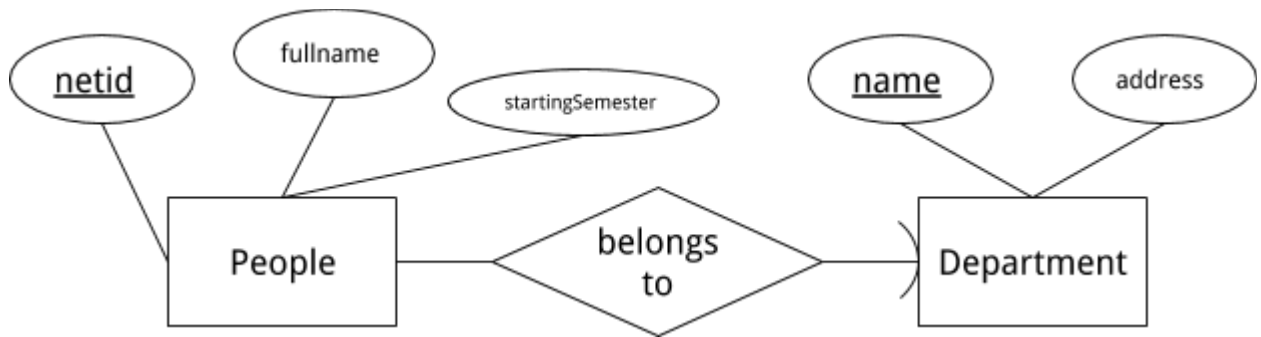 netid
fullname
startingSemester
name
address
People
belongs
to
Department